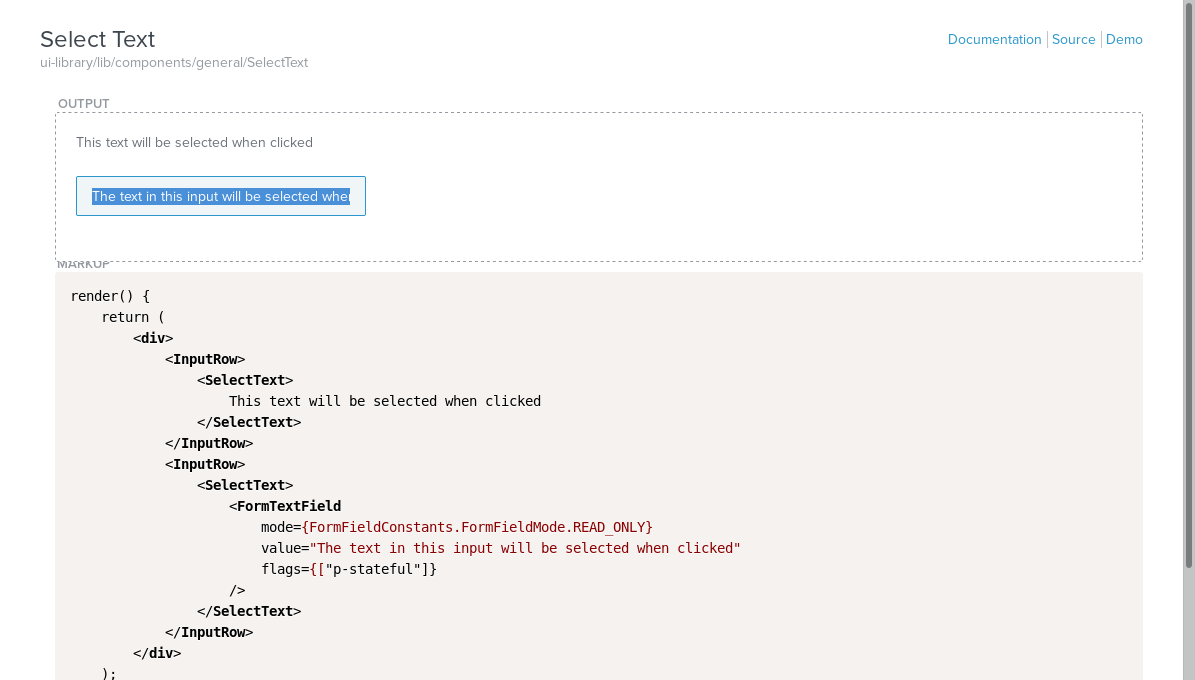 Select Text
Documentation
Source
Demo
ui-library/lib/components/general/SelectText
OUTPUT
This text will be selected when clicked
The text in this input will be selected when
MARKUP
render() {
    return (
        <div>
            <InputRow>
                <SelectText>
                    This text will be selected when clicked
                </SelectText>
            </InputRow>
            <InputRow>
                <SelectText>
                    <FormTextField
                        mode={FormFieldConstants.FormFieldMode.READ_ONLY}
                        value="The text in this input will be selected when clicked"
                        flags={["p-stateful"]}
                    />
                </SelectText>
            </InputRow>
        </div>
    );